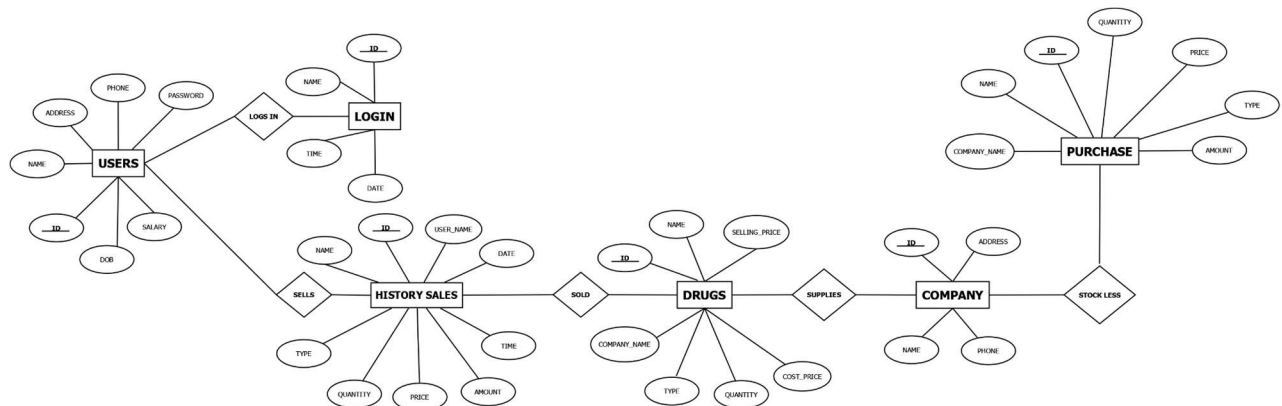 QUANTITY
ID
PRICE
NAME
TYPE
COMPANY_NAME
PURCHASE
AMOUNT
ID
NAME
LOGIN
TIME
DATE
LOGS IN
PHONE
ADDRESS
PASSWORD
NAME
USERS
ID
SALARY
DOB
SELLS
ID
USER_NAME
NAME
DATE
HISTORY SALES
TYPE
TIME
QUANTITY
PRICE
AMOUNT
SOLD
NAME
SELLING_PRICE
ID
DRUGS
COMPANY_NAME
TYPE
QUANTITY
COST_PRICE
SUPPLIES
ID
ADDRESS
COMPANY
NAME
PHONE
STOCK LESS